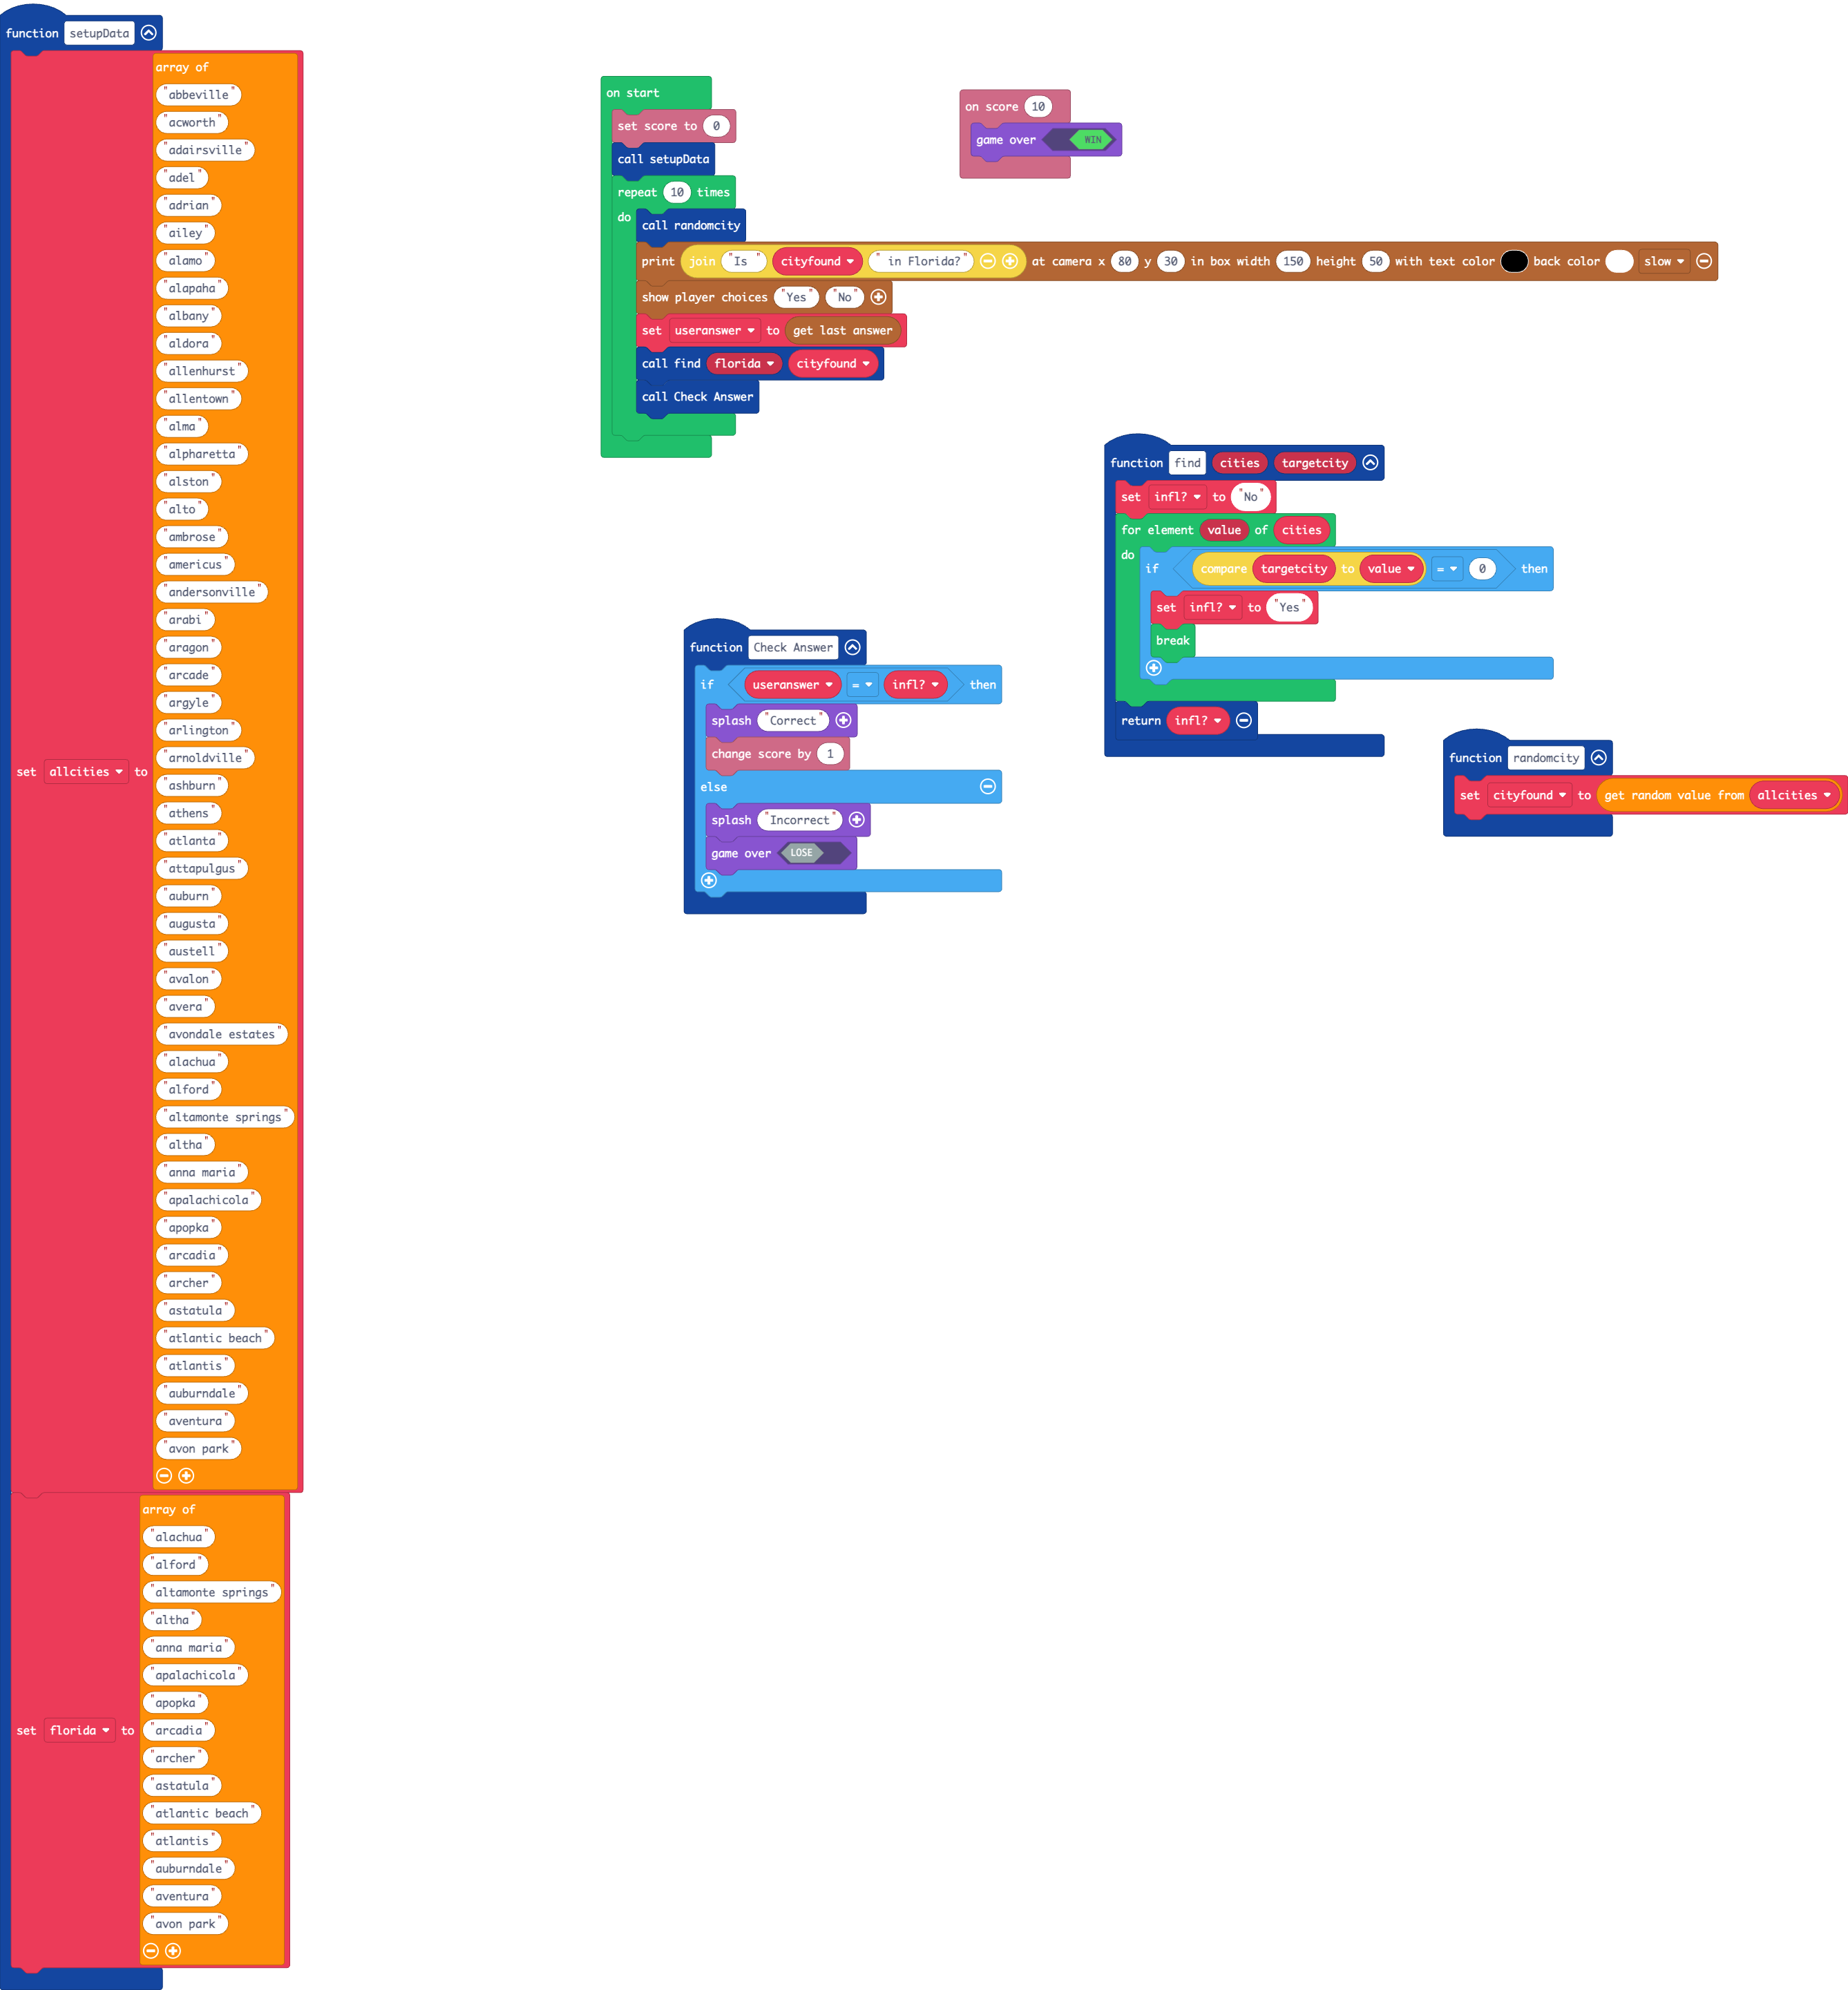 function setupData
array of
"abbeville"
"acworth"
"adairsville"
"adel"
"adrian"
"ailey"
"alamo"
"alapaha"
"albany"
"aldora"
"allenhurst"
"allentown"
"alma"
"alpharetta"
"alston"
"alto"
"ambrose"
"americus"
"andersonville"
"arabi"
"aragon"
"arcade"
"argyle"
"arlington"
"arnoldville"
set allcities to
"ashburn"
"athens"
"atlanta"
"attapulgus"
"auburn"
"augusta"
"austell"
"avalon"
"avera"
"avondale estates"
"alachua"
"alford"
"altamonte springs"
"altha"
"anna maria"
"apalachicola"
"apopka"
"arcadia"
"archer"
"astatula"
"atlantic beach"
"atlantis"
"auburndale"
"aventura"
"avon park"
array of
"alachua"
"alford"
"altamonte springs"
"altha"
"anna maria"
"apalachicola"
"apopka"
set florida to
"arcadia"
"archer"
"astatula"
"atlantic beach"
"atlantis"
"auburndale"
"aventura"
"avon park"
on start
set score to 0
call setupData
repeat 10 times
do
call randomcity
print join "Is " cityfound " in Florida?" at camera x 80 y 30 in box width 150 height 50 with text color back color slow
show player choices "Yes" "No"
set useranswer to get last answer
call find florida cityfound
call Check Answer
on score 10
game over WIN
function find cities targetcity
set infl? to "No"
for element value of cities
do
if compare targetcity to value = 0 then
set infl? to "Yes"
break
return infl?
function Check Answer
if useranswer = infl? then
splash "Correct"
change score by 1
else
splash "Incorrect"
game over LOSE
function randomcity
set cityfound to get random value from allcities